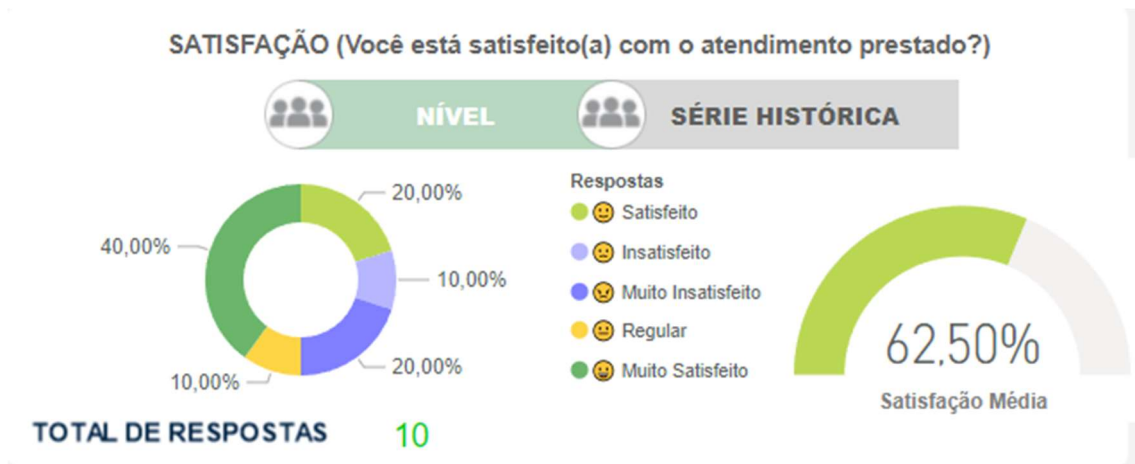 SATISFAÇÃO (Você está satisfeito(a) com o atendimento prestado?)
NÍVEL
SÉRIE HISTÓRICA
20,00%
40,00%
10,00%
20,00%
10,00%
Respostas
Satisfeito
Insatisfeito
Muito Insatisfeito
Regular
Muito Satisfeito
62,50%
Satisfação Média
TOTAL DE RESPOSTAS 10